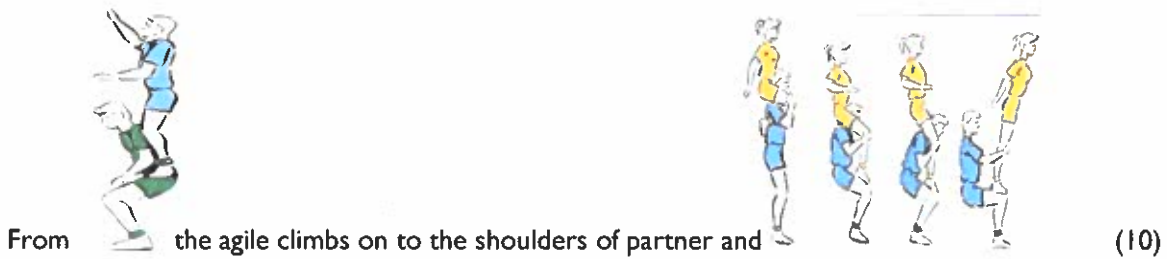 From the agile climbs on to the shoulders of partner and (10)